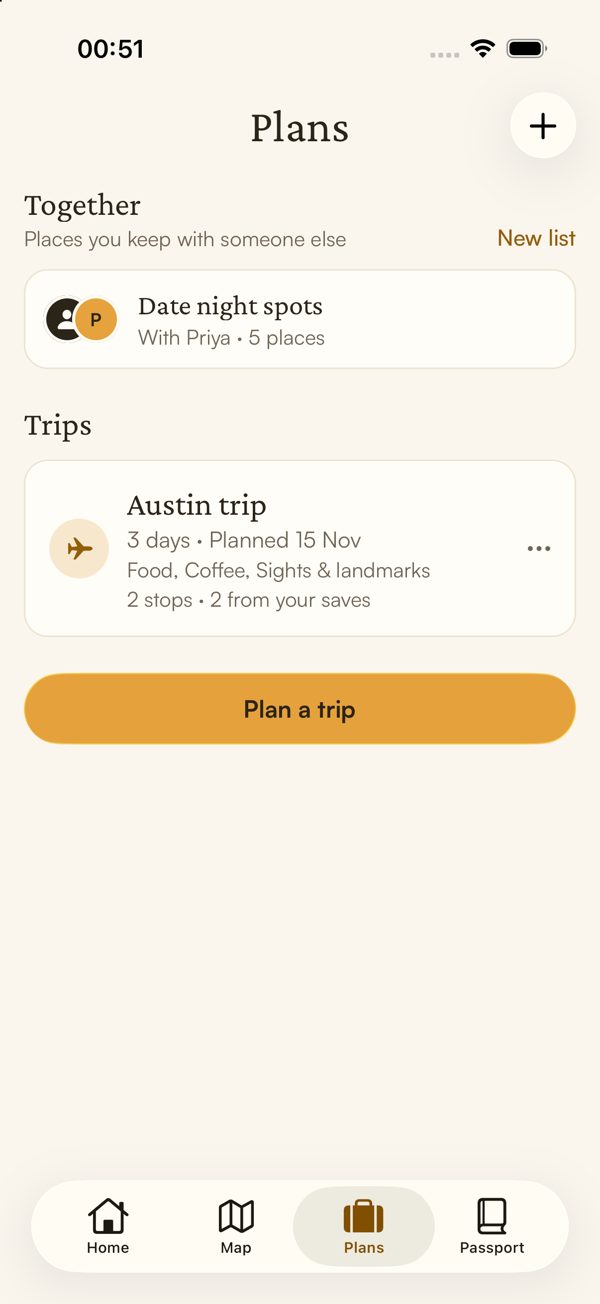 00:51
Plans
Together
Places you keep with someone else
New list
P
Date night spots
With Priya · 5 places
Trips
Austin trip
3 days · Planned 15 Nov
Food, Coffee, Sights & landmarks
2 stops · 2 from your saves
Plan a trip
Home
Map
Plans
Passport